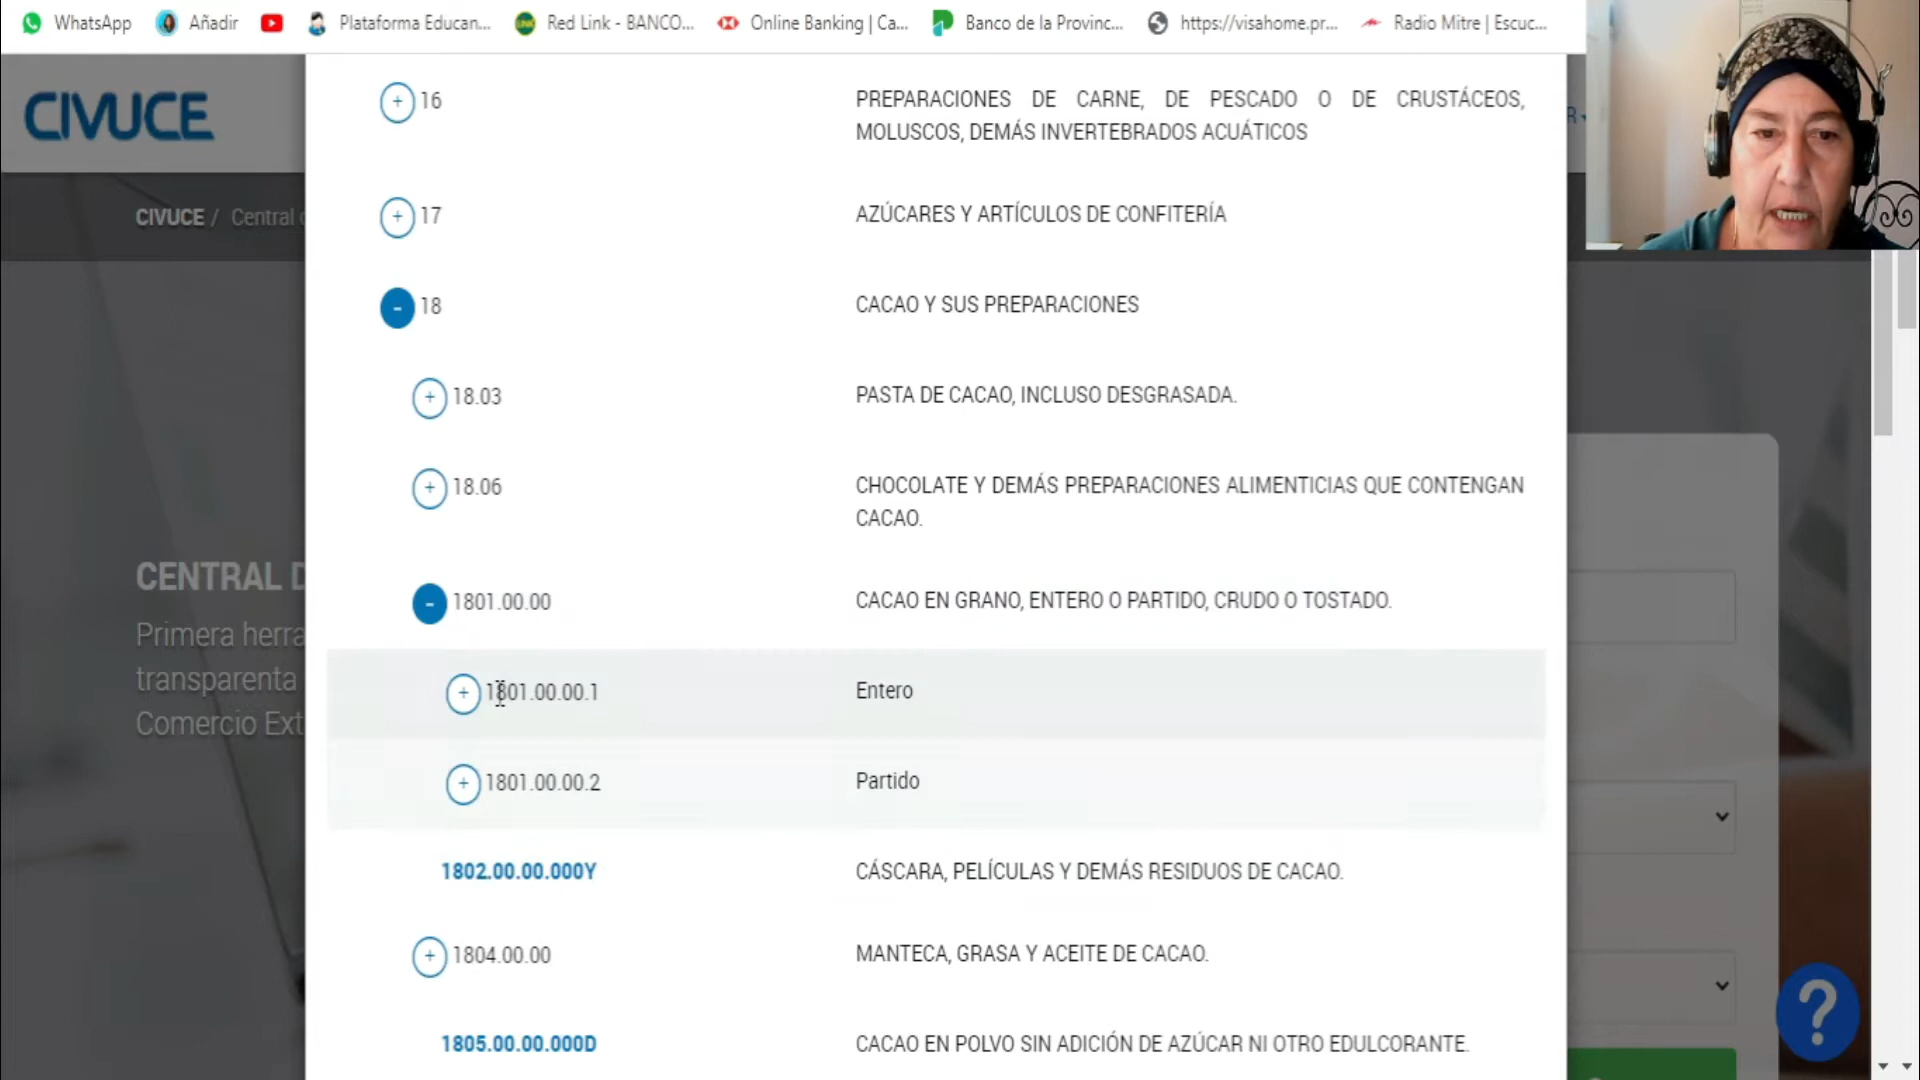 WhatsApp Añadir Plataforma Educan... Red Link - BANCO... Online Banking | Ca... Banco de la Provinc... https://visahome.pr... Radio Mitre | Escuc...
CIVUCE
CIVUCE / Central
CENTRAL D
Primera herra
transparenta
Comercio Ext
+ 16 PREPARACIONES DE CARNE, DE PESCADO O DE CRUSTÁCEOS,
MOLUSCOS, DEMÁS INVERTEBRADOS ACUÁTICOS
+ 17 AZÚCARES Y ARTÍCULOS DE CONFITERÍA
- 18 CACAO Y SUS PREPARACIONES
+ 18.03 PASTA DE CACAO, INCLUSO DESGRASADA.
+ 18.06 CHOCOLATE Y DEMÁS PREPARACIONES ALIMENTICIAS QUE CONTENGAN
CACAO.
- 1801.00.00 CACAO EN GRANO, ENTERO O PARTIDO, CRUDO O TOSTADO.
+ 1801.00.00.1 Entero
+ 1801.00.00.2 Partido
1802.00.00.000Y CÁSCARA, PELÍCULAS Y DEMÁS RESIDUOS DE CACAO.
+ 1804.00.00 MANTECA, GRASA Y ACEITE DE CACAO.
1805.00.00.000D CACAO EN POLVO SIN ADICIÓN DE AZÚCAR NI OTRO EDULCORANTE.
?